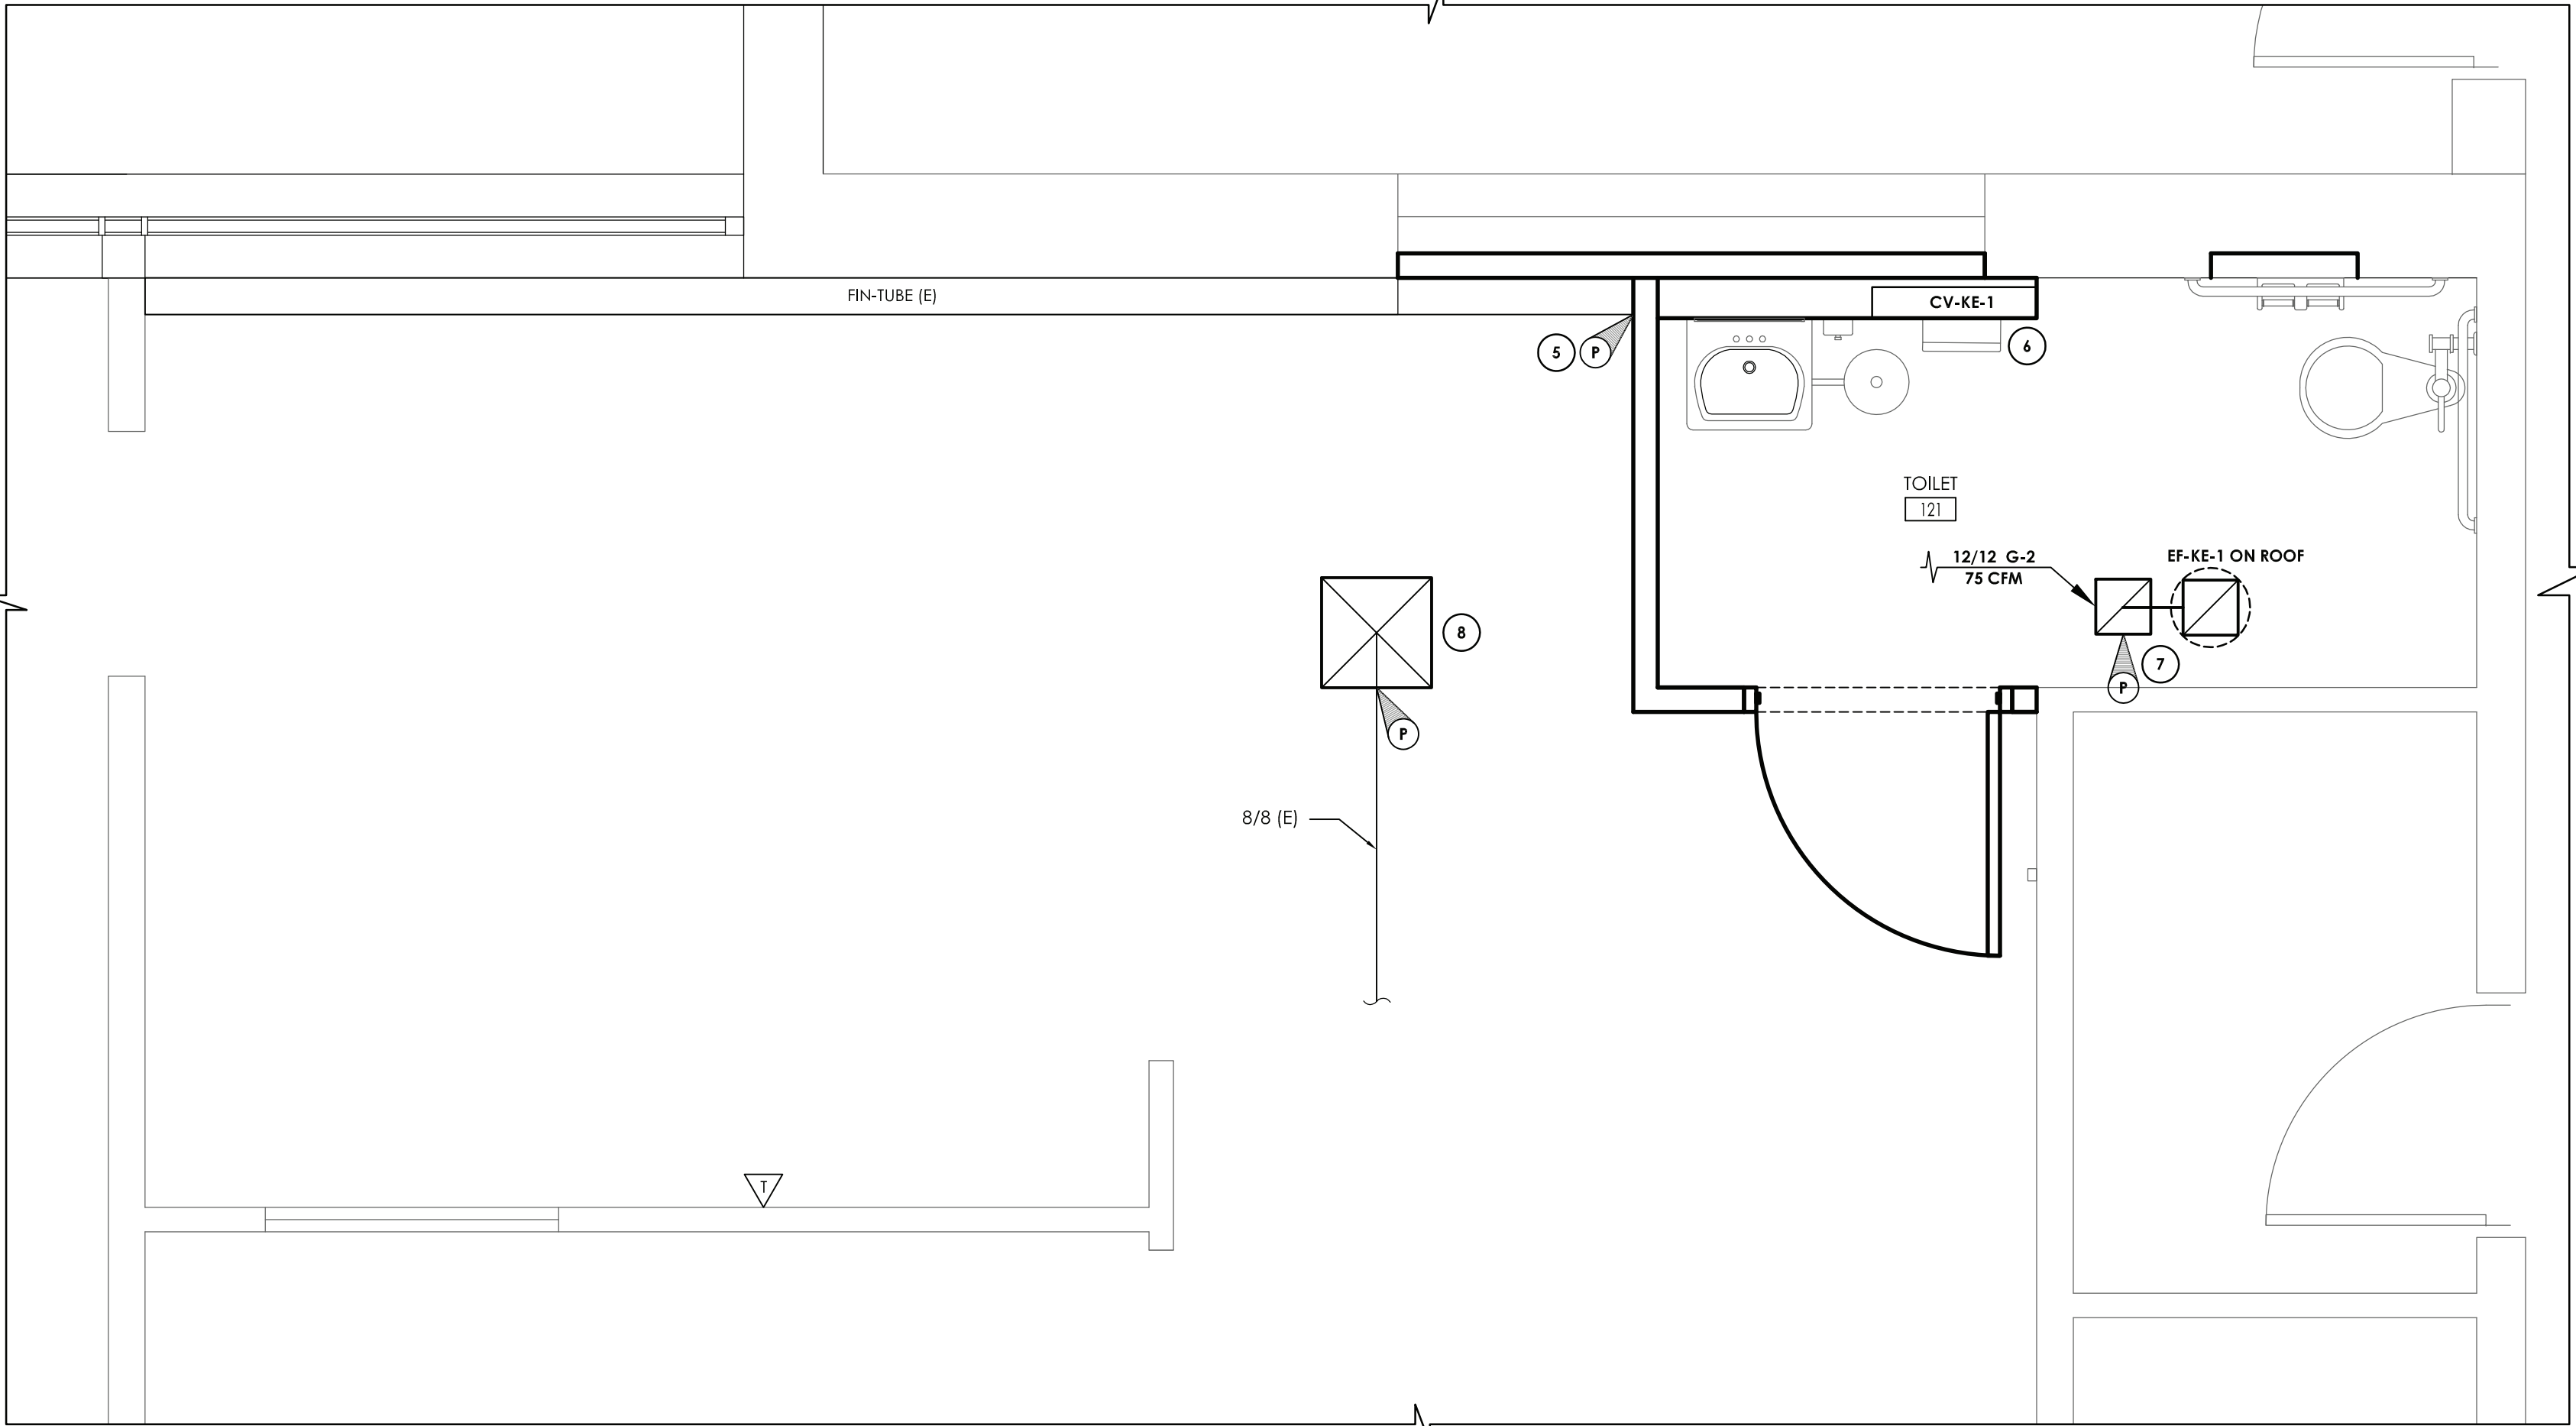 FIN-TUBE (E)
CV-KE-1
5
P
6
TOILET
121
12/12 G-2
75 CFM
EF-KE-1 ON ROOF
8
7
P
P
8/8 (E)
T